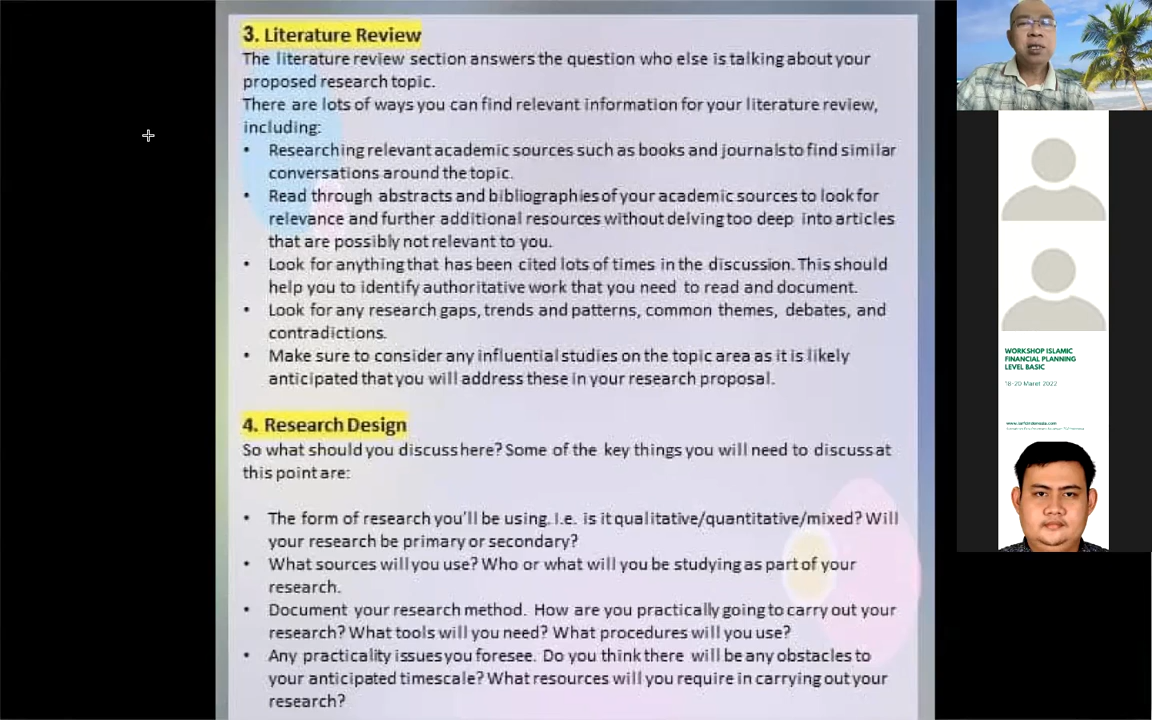 3. Literature Review
The literature review section answers the question who else is talking about your
proposed research topic.
There are lots of ways you can find relevant information for your literature review,
including:
• Researching relevant academic sources such as books and journals to find similar
conversations around the topic.
• Read through abstracts and bibliographies of your academic sources to look for
relevance and further additional resources without delving too deep into articles
that are possibly not relevant to you.
• Look for anything that has been cited lots of times in the discussion. This should
help you to identify authoritative work that you need to read and document.
• Look for any research gaps, trends and patterns, common themes, debates, and
contradictions.
• Make sure to consider any influential studies on the topic area as it is likely
anticipated that you will address these in your research proposal.
4. Research Design
So what should you discuss here? Some of the key things you will need to discuss at
this point are:
• The form of research you'll be using. I.e. is it qualitative/quantitative/mixed? Will
your research be primary or secondary?
• What sources will you use? Who or what will you be studying as part of your
research.
• Document your research method. How are you practically going to carry out your
research? What tools will you need? What procedures will you use?
• Any practicality issues you foresee. Do you think there will be any obstacles to
your anticipated timescale? What resources will you require in carrying out your
research?
WORKSHOP ISLAMIC
FINANCIAL PLANNING
LEVEL BASIC
18-20 Maret 2022